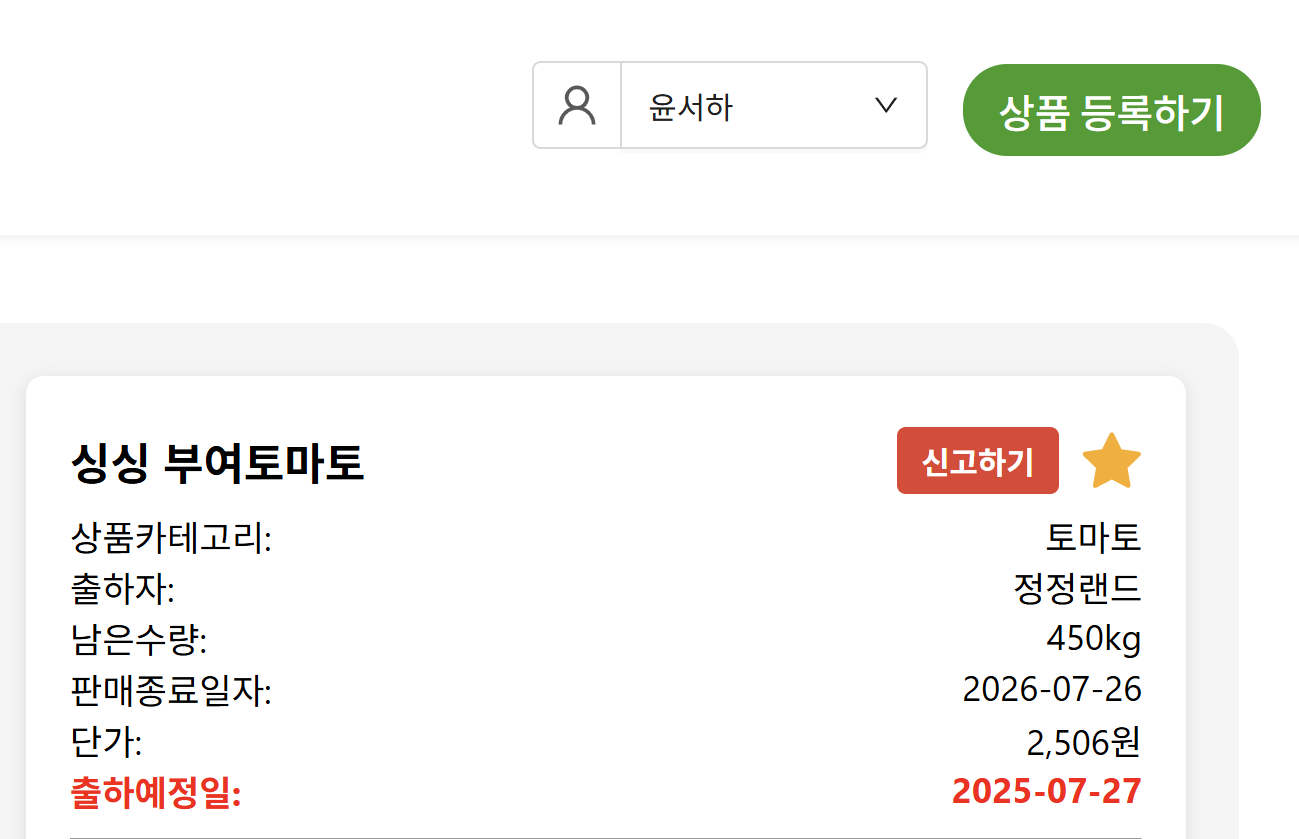 윤서하
상품 등록하기
싱싱 부여토마토
신고하기
상품카테고리: 토마토
출하자: 정정랜드
남은수량: 450kg
판매종료일자: 2026-07-26
단가: 2,506원
출하예정일: 2025-07-27